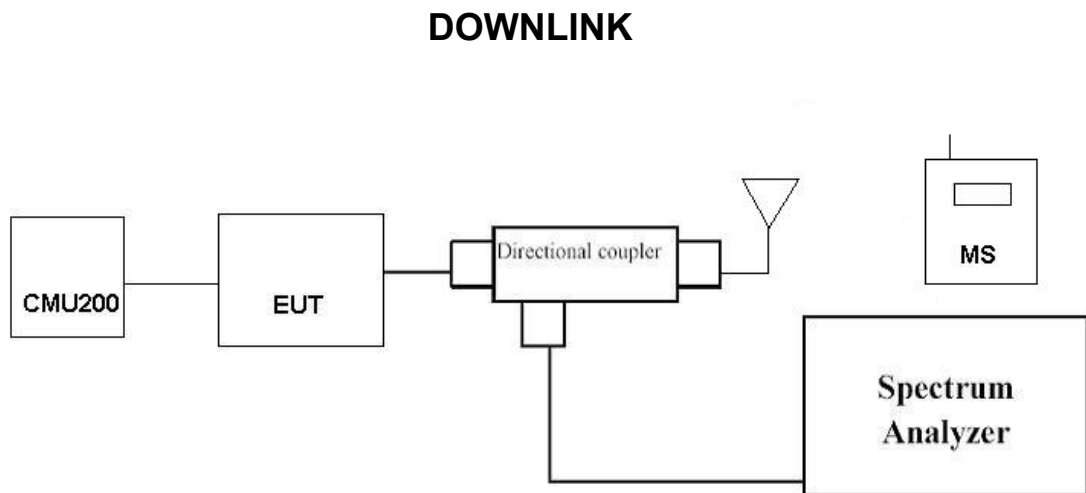 DOWNLINK
CMU200
EUT
Directional coupler
MS
Spectrum
Analyzer